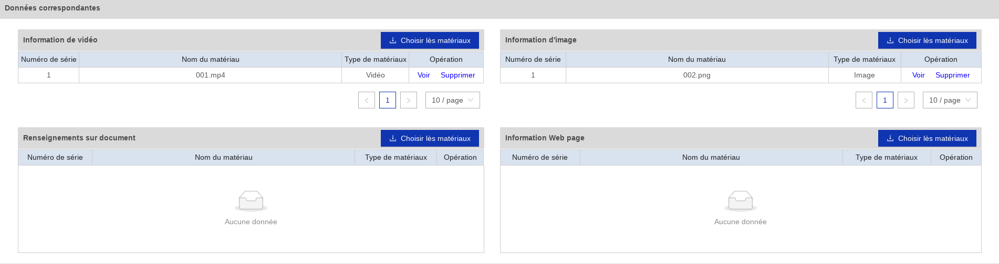 Données correspondantes
Information de vidéo
Choisir lès matériaux
Numéro de série Nom du matériau Type de matériaux Opération
1 001.mp4 Vidéo Voir Supprimer
1 10 / page
Information d'image
Choisir lès matériaux
Numéro de série Nom du matériau Type de matériaux Opération
1 002.png Image Voir Supprimer
1 10 / page
Renseignements sur document
Choisir lès matériaux
Numéro de série Nom du matériau Type de matériaux Opération
Aucune donnée
Information Web page
Choisir lès matériaux
Numéro de série Nom du matériau Type de matériaux Opération
Aucune donnée